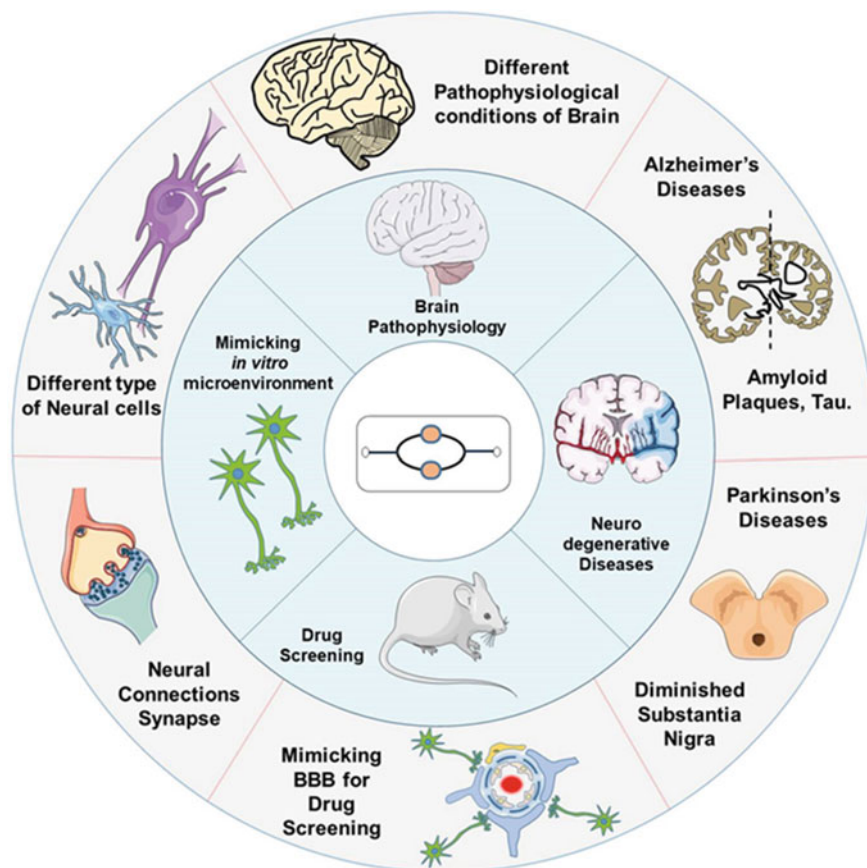 Different
Pathophysiological
conditions of Brain
Alzheimer's
Diseases
Amyloid
Plaques, Tau.
Parkinson's
Diseases
Diminished
Substantia
Nigra
Mimicking
BBB for
Drug
Screening
Neural
Connections
Synapse
Different type
of Neural cells
Brain
Pathophysiology
Neuro
degenerative
Diseases
Drug
Screening
Mimicking
in vitro
microenvironment